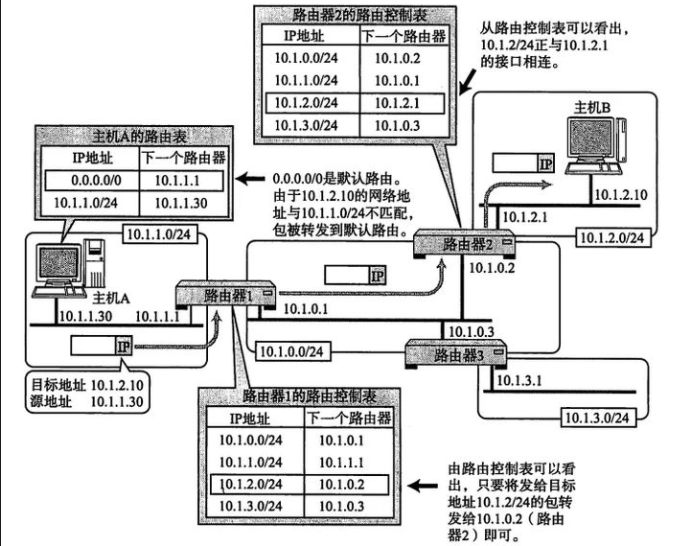 路由器2的路由控制表
IP地址 下一个路由器
10.1.0.0/24 10.1.0.2
10.1.1.0/24 10.1.0.1
10.1.2.0/24 10.1.2.1
10.1.3.0/24 10.1.0.3
从路由控制表可以看出，
10.1.2/24正与10.1.2.1
的接口相连。
主机B
IP
10.1.2.10
10.1.2.1
10.1.2.0/24
主机A的路由表
IP地址 下一个路由器
0.0.0.0/0 10.1.1.1
10.1.1.0/24 10.1.1.30
0.0.0.0/0是默认路由。
由于10.1.2.10的网络地
址与10.1.1.0/24不匹配，
包被转发到默认路由。
10.1.1.0/24
主机A
10.1.1.30 10.1.1.1
IP
目标地址 10.1.2.10
源地址 10.1.1.30
路由器1
10.1.0.1
IP
路由器2
10.1.0.2
10.1.0.3
10.1.0.0/24
路由器3
10.1.3.1
10.1.3.0/24
路由器1的路由控制表
IP地址 下一个路由器
10.1.0.0/24 10.1.0.1
10.1.1.0/24 10.1.1.1
10.1.2.0/24 10.1.0.2
10.1.3.0/24 10.1.0.3
由路由控制表可以看
出，只要将发给目标
地址10.1.2/24的包转
发给10.1.0.2（路由
器2）即可。